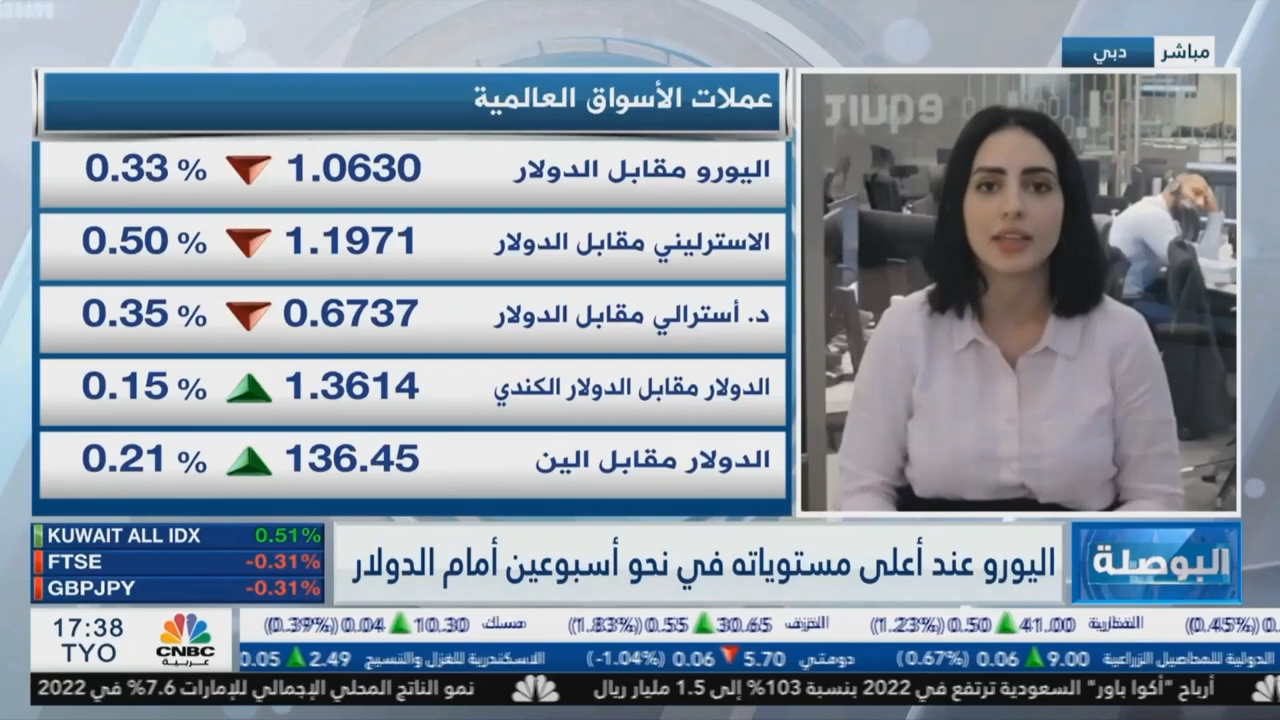 مباشر دبي
equiti
عملات الأسواق العالمية
اليورو مقابل الدولار 1.0630 ▼ 0.33 %
الاسترليني مقابل الدولار 1.1971 ▼ 0.50 %
د. أسترالي مقابل الدولار 0.6737 ▼ 0.35 %
الدولار مقابل الدولار الكندي 1.3614 ▲ 0.15 %
الدولار مقابل الين 136.45 ▲ 0.21 %
البوصلة
اليورو عند أعلى مستوياته في نحو أسبوعين أمام الدولار
KUWAIT ALL IDX 0.51%
FTSE -0.31%
GBPJPY -0.31%
17:38
TYO
CNBC
عربية
(0.45%) العقارية 41.00 ▲ 0.50 (1.23%) الخزف 30.65 ▲ 0.55 (1.83%) مسك 10.30 ▲ 0.04 (0.39%)
الدولية للمحاصيل الزراعية 9.00 ▲ 0.06 (0.67%) دومتي 5.70 ▼ 0.06 (-1.04%) الاسكندرية للغزل والنسيج 2.49 ▲ 0.05
أرباح "أكوا باور" السعودية ترتفع في 2022 بنسبة 103% إلى 1.5 مليار ريال نمو الناتج المحلي الإجمالي للإمارات 7.6% في 2022